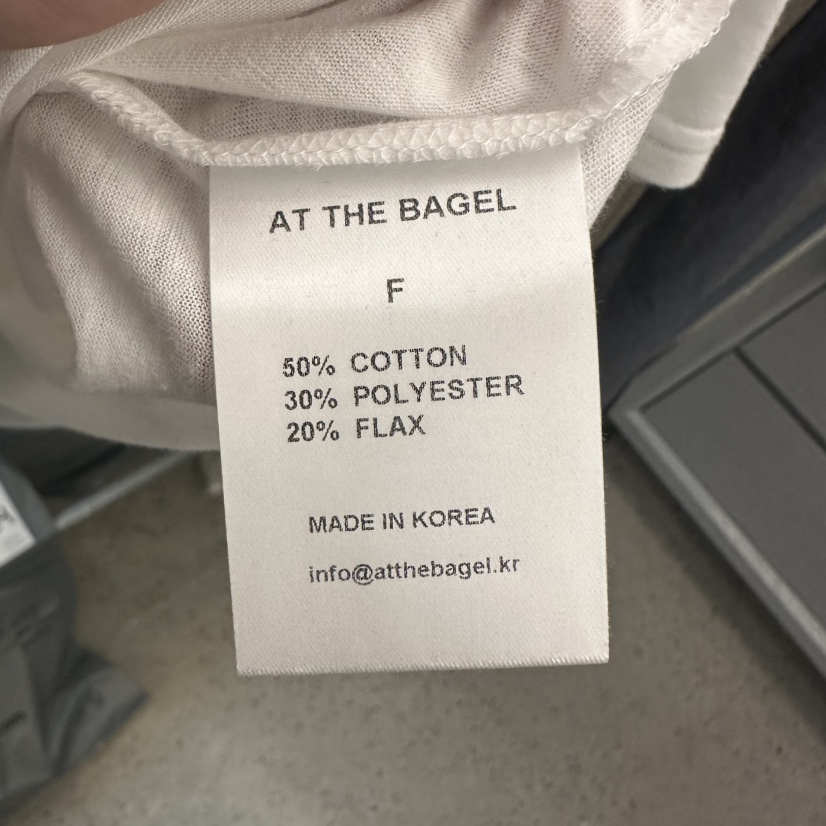 AT THE BAGEL
F
50% COTTON
30% POLYESTER
20% FLAX
MADE IN KOREA
info@atthebagel.kr